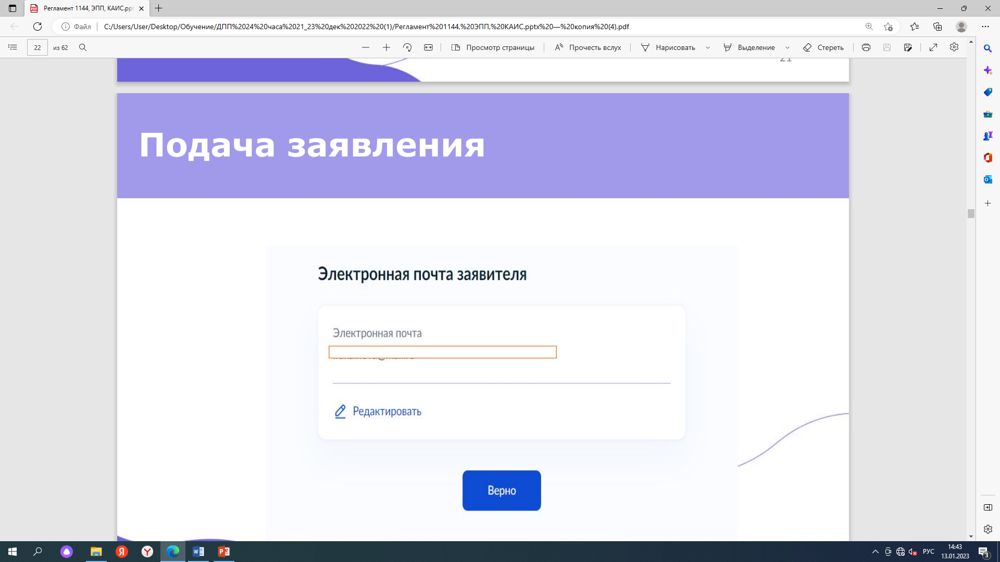 Регламент 1144, ЭПП, КАИС.ppt
Файл
C:/Users/User/Desktop/Обучение/ДПП%2024%20часа%2021_23%20дек%202022%20(1)/Регламент%201144,%20ЭПП,%20КАИС.pptx%20—%20копия%20(4).pdf
22 из 62
Просмотр страницы
Прочесть вслух
Нарисовать
Выделение
Стереть
21
Подача заявления
Электронная почта заявителя
Электронная почта
Редактировать
Верно
РУС
14:43
13.01.2023
3